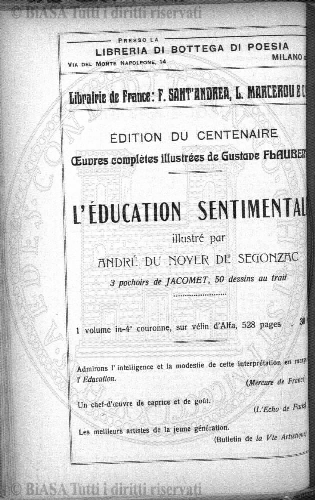 © BIASA Tutti i diritti riservati
PRESSO LA
LIBRERIA DI BOTTEGA DI POESIA
VIA DEL MONTE NAPOLEONE, 14 MILANO
Librairie de France: F. SANT'ANDREA, L. MARCEROU & C
ÉDITION DU CENTENAIRE
Œuvres complètes illustrées de Gustave FLAUBER
L'ÉDUCATION SENTIMENTAL
illustré par
ANDRÉ DU NOYER DE SEGONZAC
3 pochoirs de JACOMET, 50 dessins au trait
1 volume in-4° couronne, sur vélin d'Alfa, 528 pages
Admirons l'intelligence et la modestie de cette interprétation en
l'Éducation.
(Mercure de France
Un chef-d'œuvre de caprice et de goût.
(L'Echo de
Les meilleurs artistes de la jeune génération.
(Bulletin de la Vie
© BIASA Tutti i diritti riservati